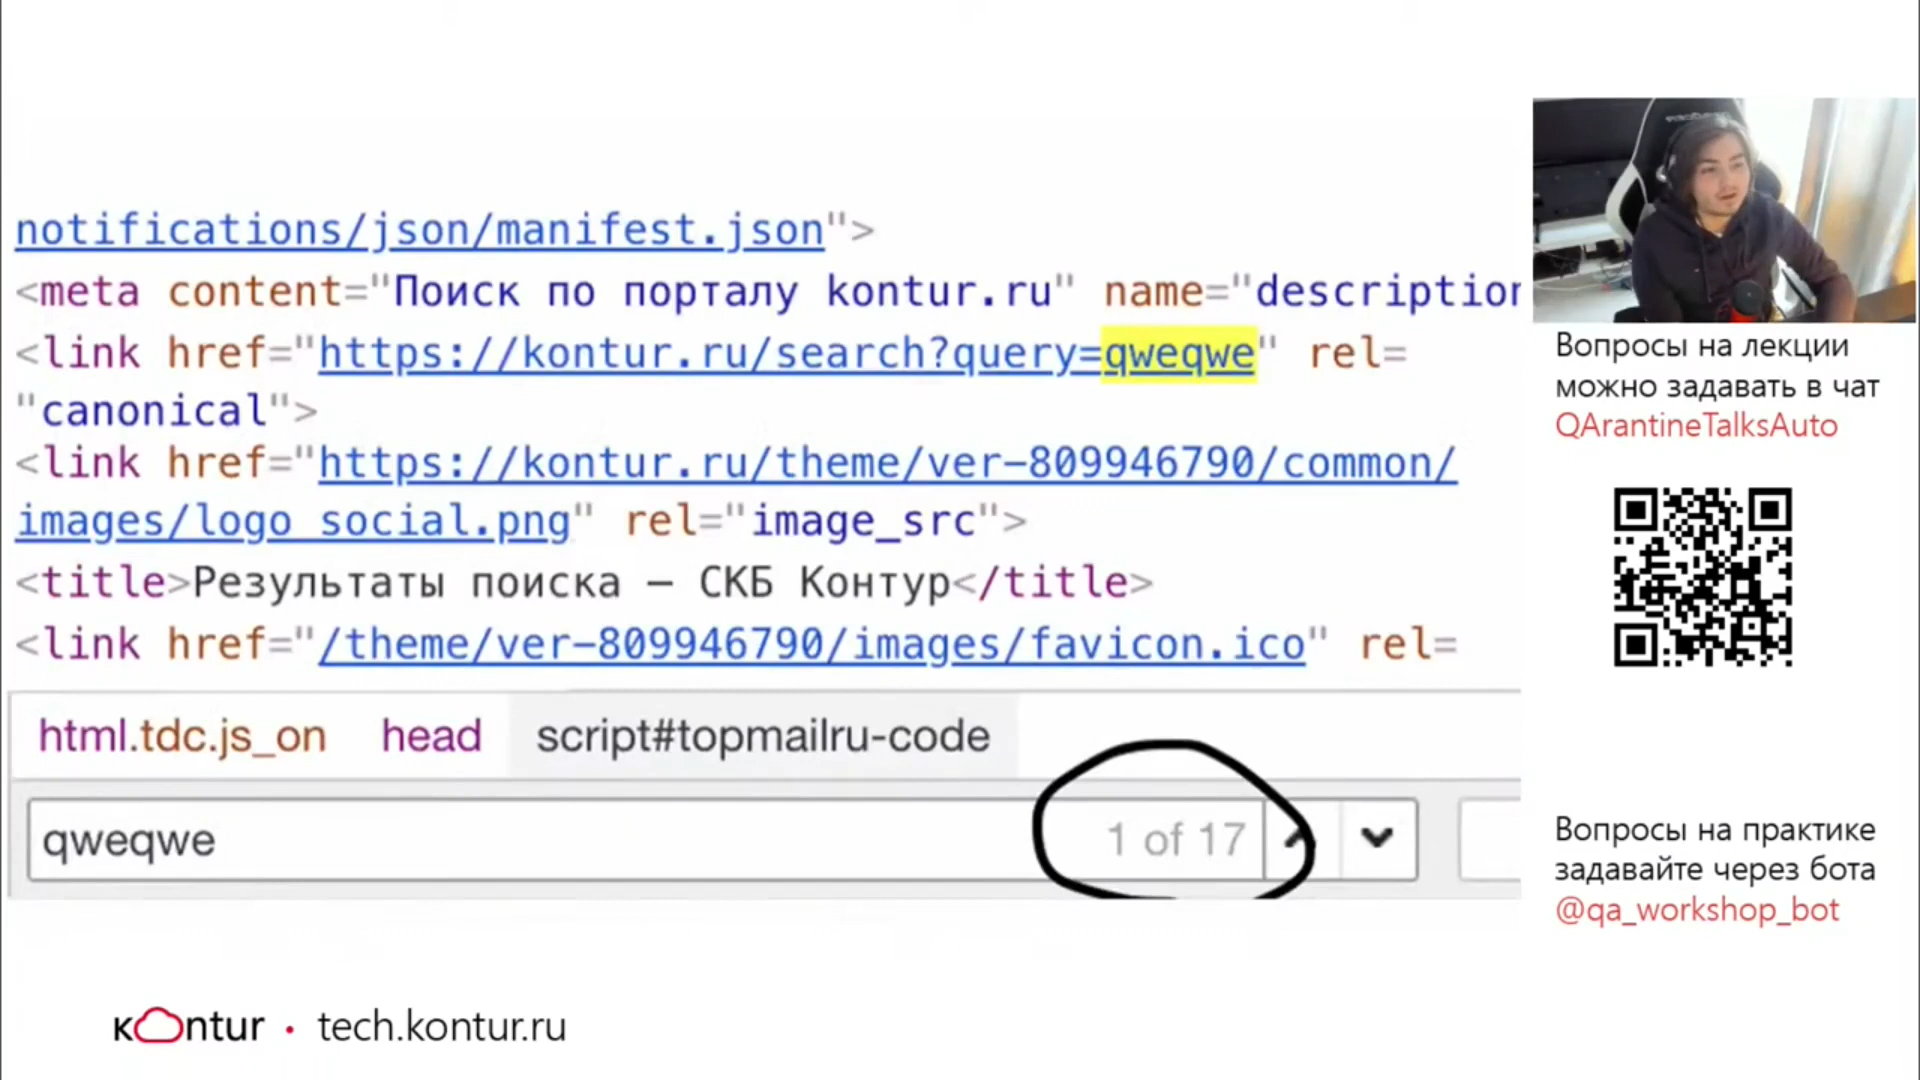 notifications/json/manifest.json">
<meta content="Поиск по порталу kontur.ru" name="description
<link href="https://kontur.ru/search?query=qweqwe" rel=
"canonical">
<link href="https://kontur.ru/theme/ver-809946790/common/
images/logo_social.png" rel="image_src">
<title>Результаты поиска — СКБ Контур</title>
<link href="/theme/ver-809946790/images/favicon.ico" rel=
html.tdc.js_on head script#topmailru-code
qweqwe 1 of 17
Вопросы на лекции
можно задавать в чат
QArantineTalksAuto
Вопросы на практике
задавайте через бота
@qa_workshop_bot
кontur • tech.kontur.ru